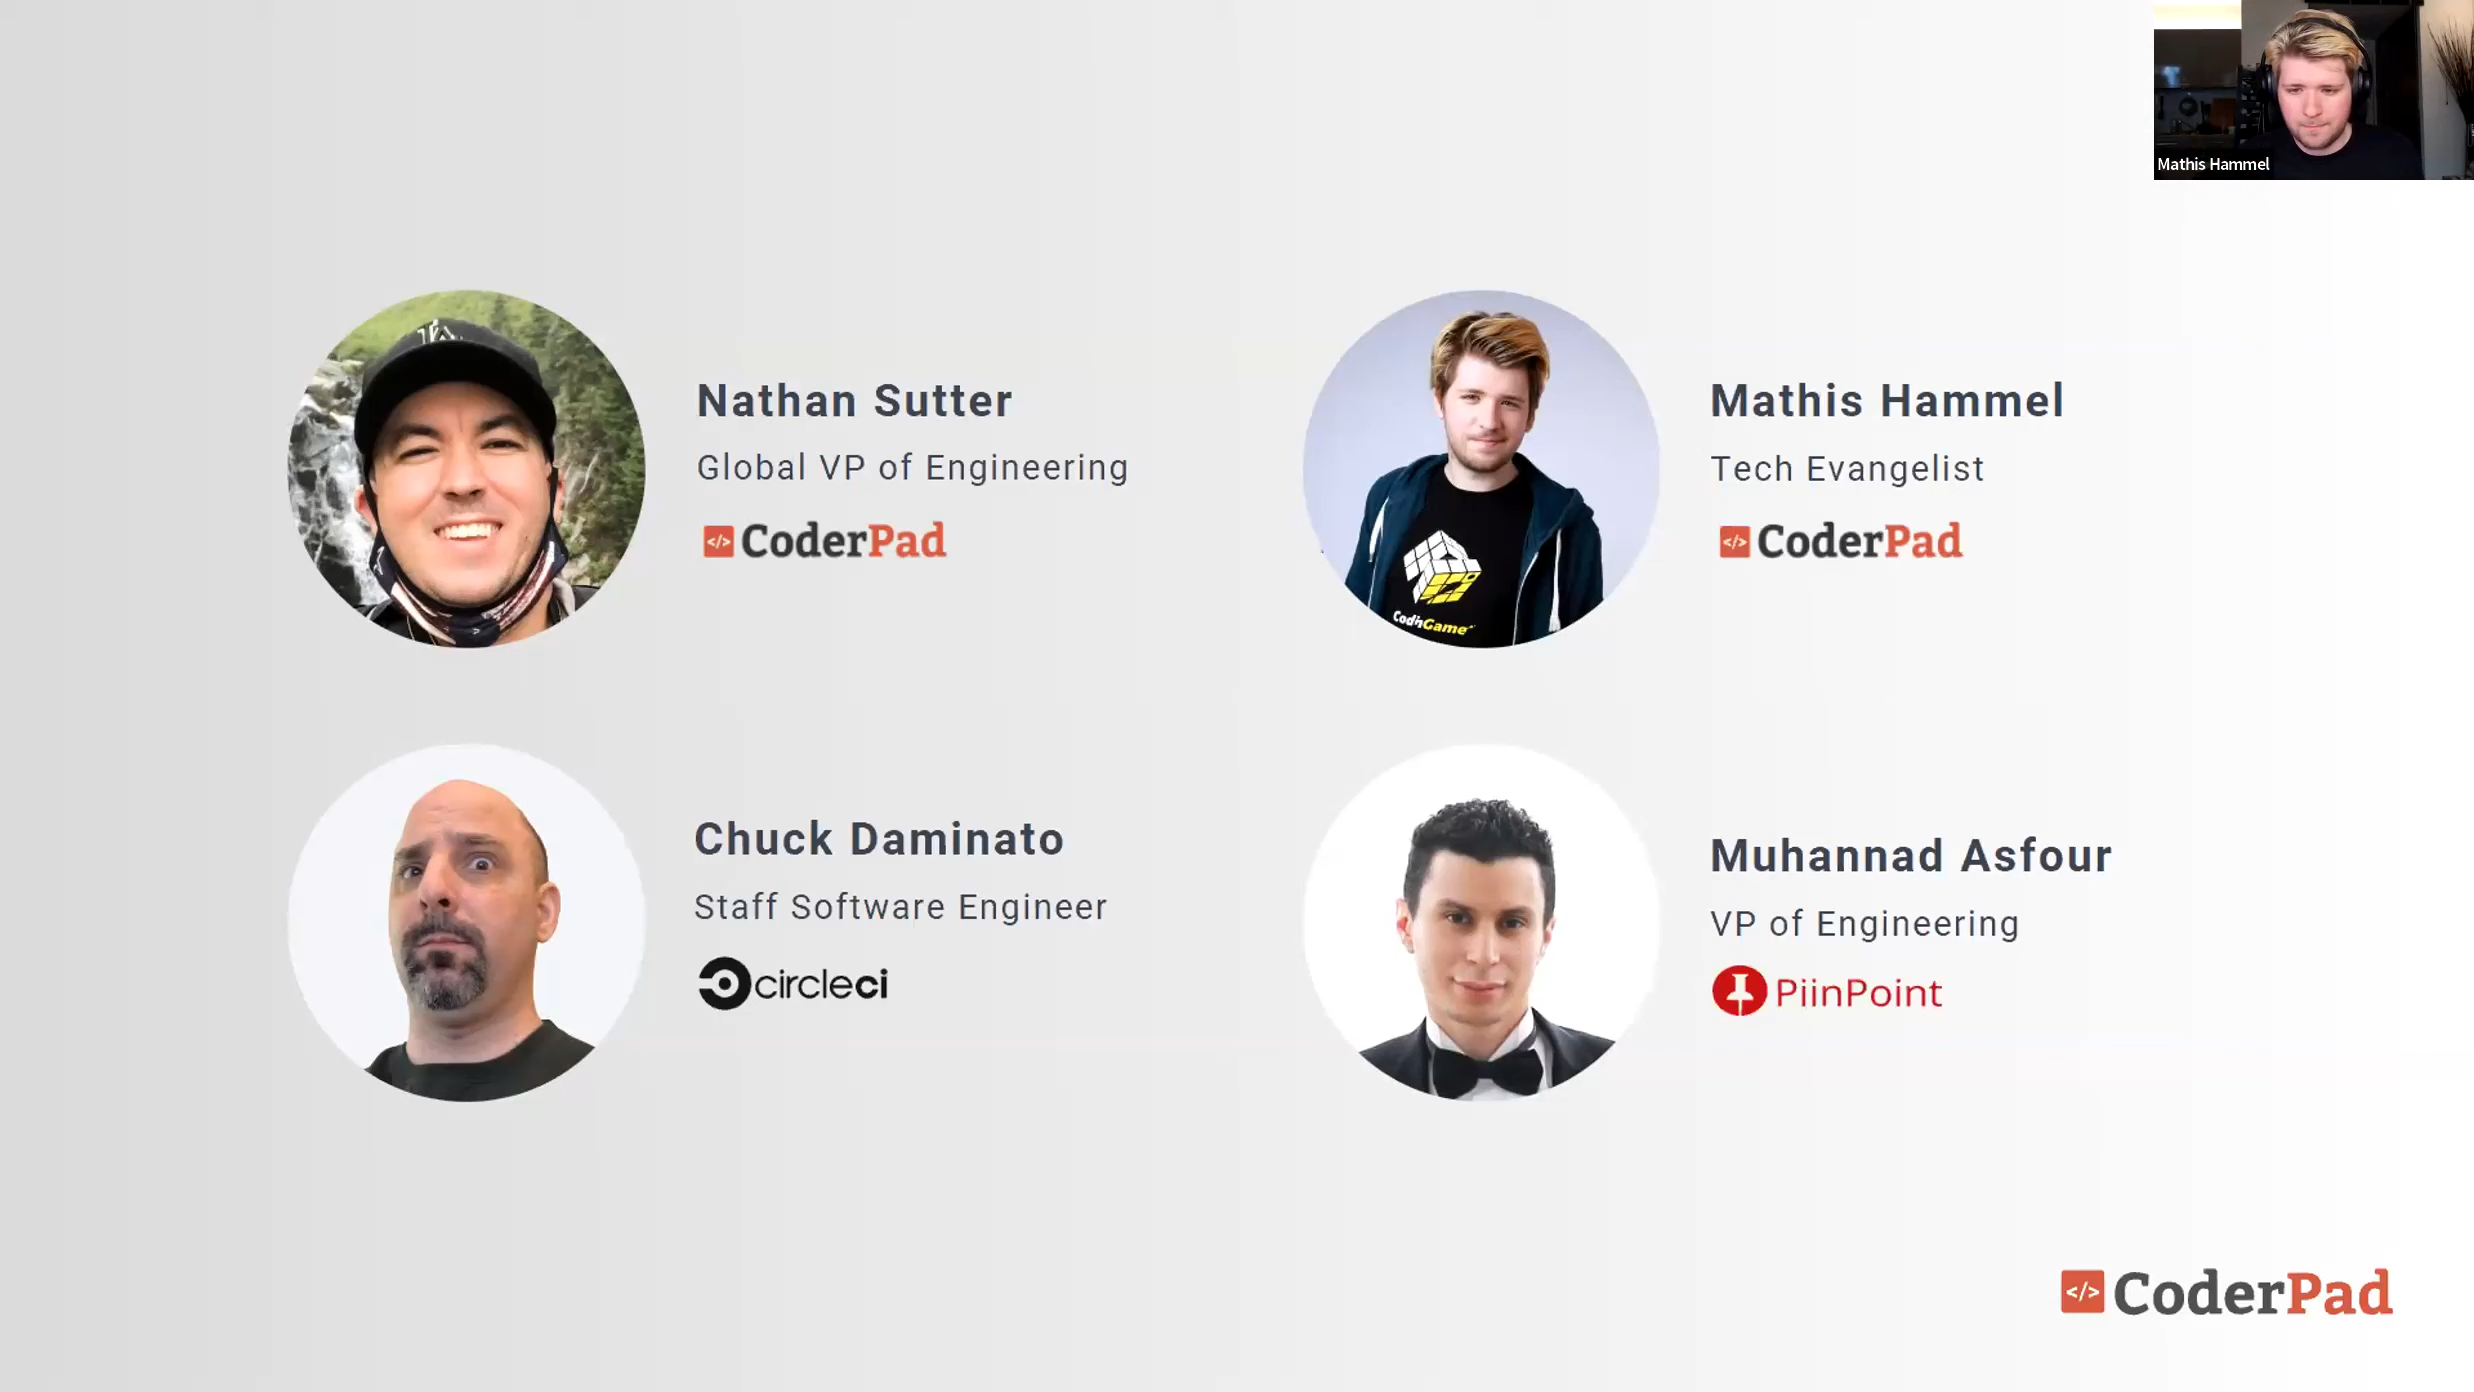 Mathis Hammel
Nathan Sutter
Global VP of Engineering
</> CoderPad
Mathis Hammel
Tech Evangelist
</> CoderPad
CodinGame
Chuck Daminato
Staff Software Engineer
circleci
Muhannad Asfour
VP of Engineering
PiinPoint
</> CoderPad